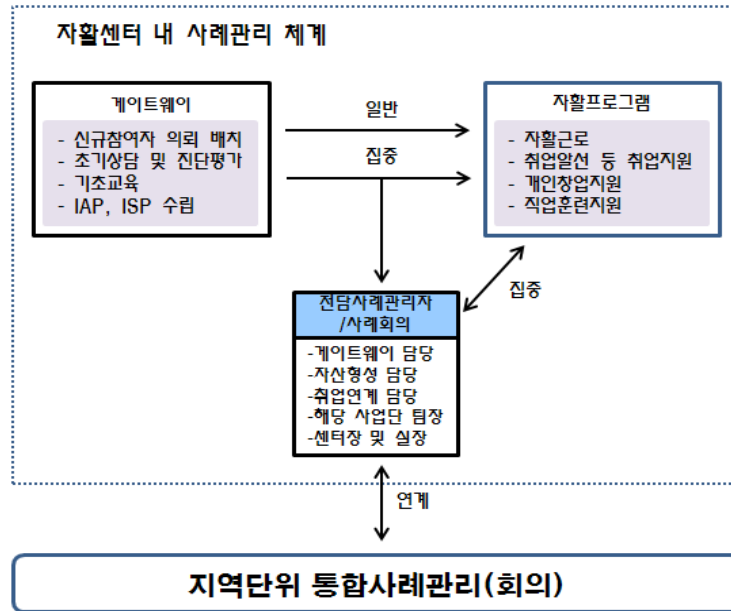 자활센터 내 사례관리 체계
게이트웨이
- 신규참여자 의뢰 배치
- 초기상담 및 진단평가
- 기초교육
- IAP, ISP 수립
일반
집중
자활프로그램
- 자활근로
- 취업알선 등 취업지원
- 개인창업지원
- 직업훈련지원
집중
전담사례관리자
/사례회의
-게이트웨이 담당
-자산형성 담당
-취업연계 담당
-해당 사업단 팀장
-센터장 및 실장
연계
지역단위 통합사례관리(회의)